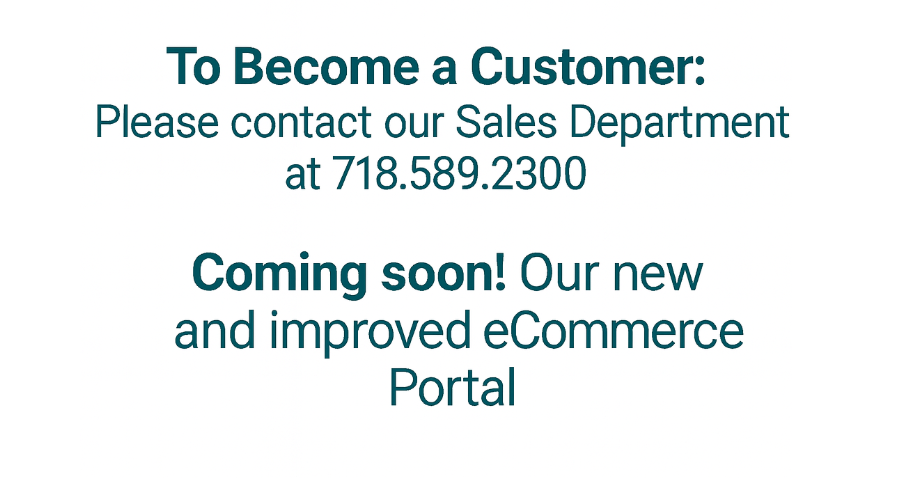 To Become a Customer:
Please contact our Sales Department
at 718.589.2300
Coming soon! Our new
and improved eCommerce
Portal